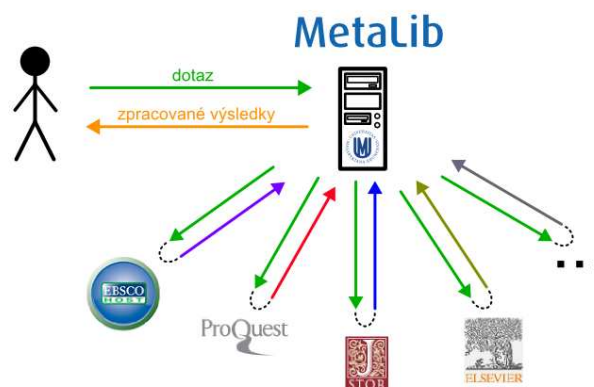 MetaLib
dotaz
zpracované výsledky
EBSCO
HOST
ProQuest
J
STOR
ELSEVIER
..